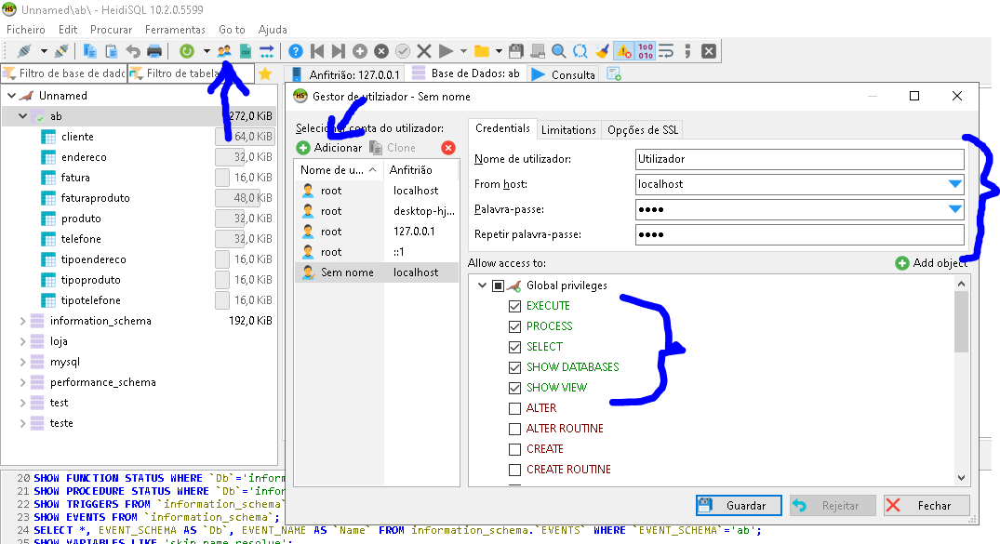 Unnamed\ab\ - HeidiSQL 10.2.0.5599
Ficheiro Edit Procurar Ferramentas Go to Ajuda
Filtro de base de dado Filtro de tabela Anfitrião: 127.0.0.1 Base de Dados: ab Consulta
Unnamed
ab 272,0 KiB
cliente 64,0 KiB
endereco 32,0 KiB
fatura 16,0 KiB
faturaproduto 48,0 KiB
produto 32,0 KiB
telefone 32,0 KiB
tipoendereco 16,0 KiB
tipoproduto 16,0 KiB
tipotelefone 16,0 KiB
information_schema 192,0 KiB
loja
mysql
performance_schema
test
teste
Gestor de utilziador - Sem nome
Selecionar conta do utilizador:
Adicionar Clone
Nome de u... Anfitrião
root localhost
root desktop-hj...
root 127.0.0.1
root ::1
Sem nome localhost
Credentials Limitations Opções de SSL
Nome de utilizador: Utilizador
From host: localhost
Palavra-passe: ●●●●
Repetir palavra-passe: ●●●●
Allow access to: Add object
Global privileges
EXECUTE
PROCESS
SELECT
SHOW DATABASES
SHOW VIEW
ALTER
ALTER ROUTINE
CREATE
CREATE ROUTINE
Guardar Rejeitar Fechar
20 SHOW FUNCTION STATUS WHERE `Db`='inform
21 SHOW PROCEDURE STATUS WHERE `Db`='infor
22 SHOW TRIGGERS FROM `information_schema`
23 SHOW EVENTS FROM `information_schema`;
24 SELECT *, EVENT_SCHEMA AS `Db`, EVENT_NAME AS `Name` FROM information_schema.`EVENTS` WHERE `EVENT_SCHEMA`='ab';
25 SHOW VARIABLES LIKE 'skip_name_resolve';